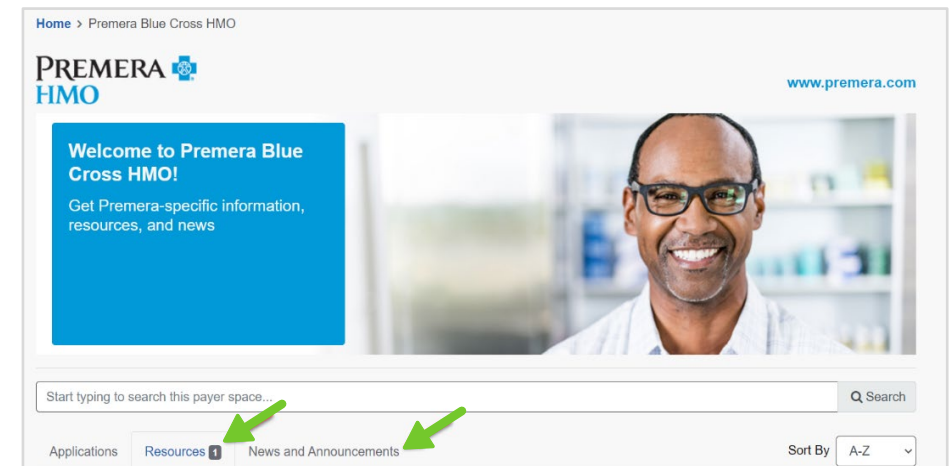 Home > Premera Blue Cross HMO
PREMERA
HMO
www.premera.com
Welcome to Premera Blue
Cross HMO!
Get Premera-specific information,
resources, and news
Start typing to search this payer space...
Search
Applications Resources 1 News and Announcements Sort By A-Z